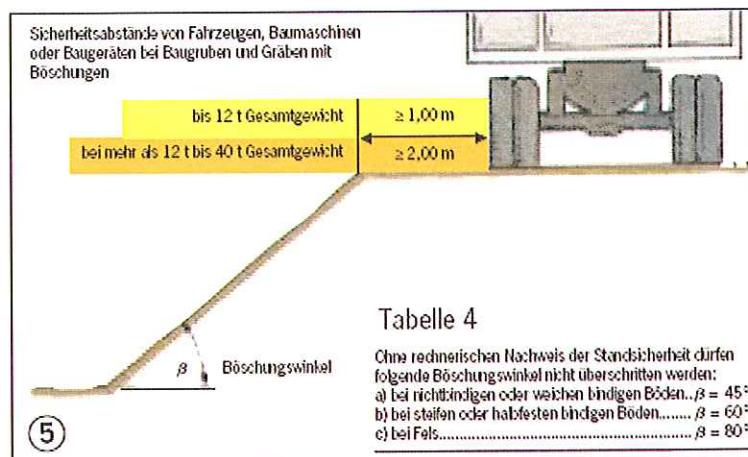 Sicherheitsabstände von Fahrzeugen, Baumaschinen
oder Baugeräten bei Baugruben und Gräben mit
Böschungen
bis 12 t Gesamtgewicht ≥ 1,00 m
bei mehr als 12 t bis 40 t Gesamtgewicht ≥ 2,00 m
β Böschungswinkel
Tabelle 4
Ohne rechnerischen Nachweis der Standsicherheit dürfen
folgende Böschungswinkel nicht überschritten werden:
a) bei nichtbindigen oder weichen bindigen Böden.. β = 45°
b) bei steifen oder halbfesten bindigen Böden........ β = 60°
c) bei Fels.................................................. β = 80°
5